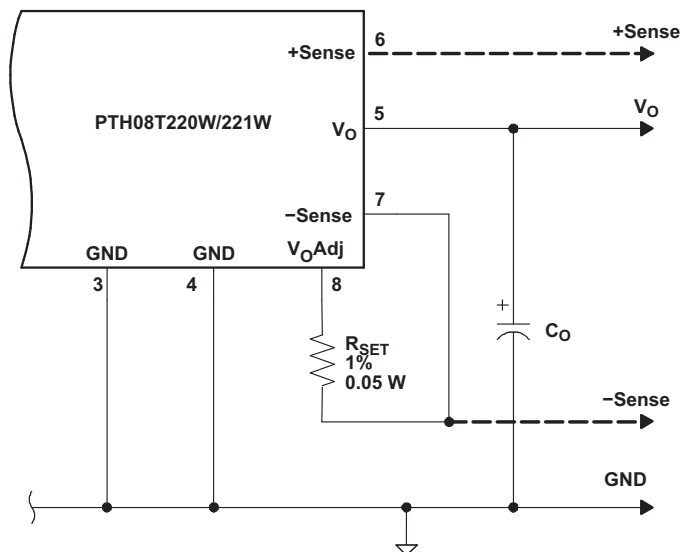 +Sense
6
+Sense
PTH08T220W/221W
VO
5
VO
−Sense
7
GND
GND
VOAdj
3
4
8
RSET
1%
0.05 W
+
CO
−Sense
GND